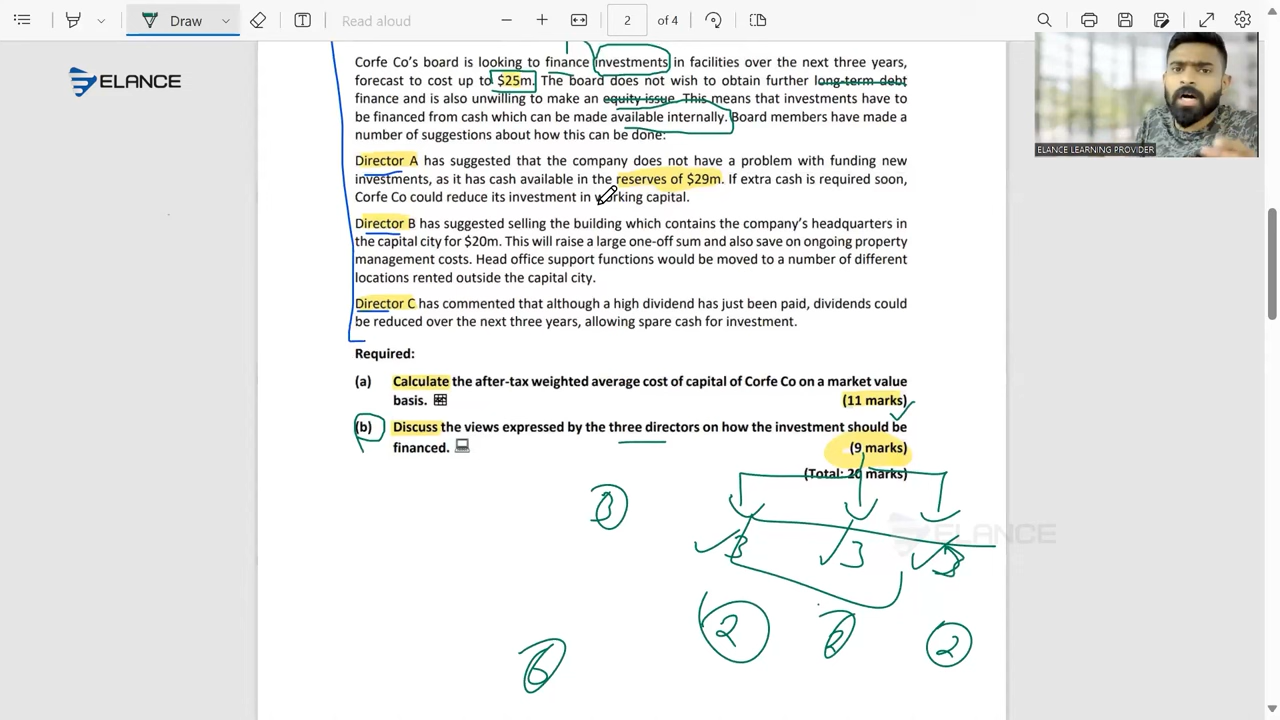 Draw
Read aloud
2
of 4
ELANCE
ELANCE LEARNING PROVIDER
Corfe Co's board is looking to finance investments in facilities over the next three years,
forecast to cost up to $25m. The board does not wish to obtain further long-term debt
finance and is also unwilling to make an equity issue. This means that investments have to
be financed from cash which can be made available internally. Board members have made a
number of suggestions about how this can be done:
Director A has suggested that the company does not have a problem with funding new
investments, as it has cash available in the reserves of $29m. If extra cash is required soon,
Corfe Co could reduce its investment in working capital.
Director B has suggested selling the building which contains the company's headquarters in
the capital city for $20m. This will raise a large one-off sum and also save on ongoing property
management costs. Head office support functions would be moved to a number of different
locations rented outside the capital city.
Director C has commented that although a high dividend has just been paid, dividends could
be reduced over the next three years, allowing spare cash for investment.
Required:
(a) Calculate the after-tax weighted average cost of capital of Corfe Co on a market value
basis. (11 marks)
(b) Discuss the views expressed by the three directors on how the investment should be
financed. (9 marks)
(Total: 20 marks)
ELANCE
3 3 3
2 2
6